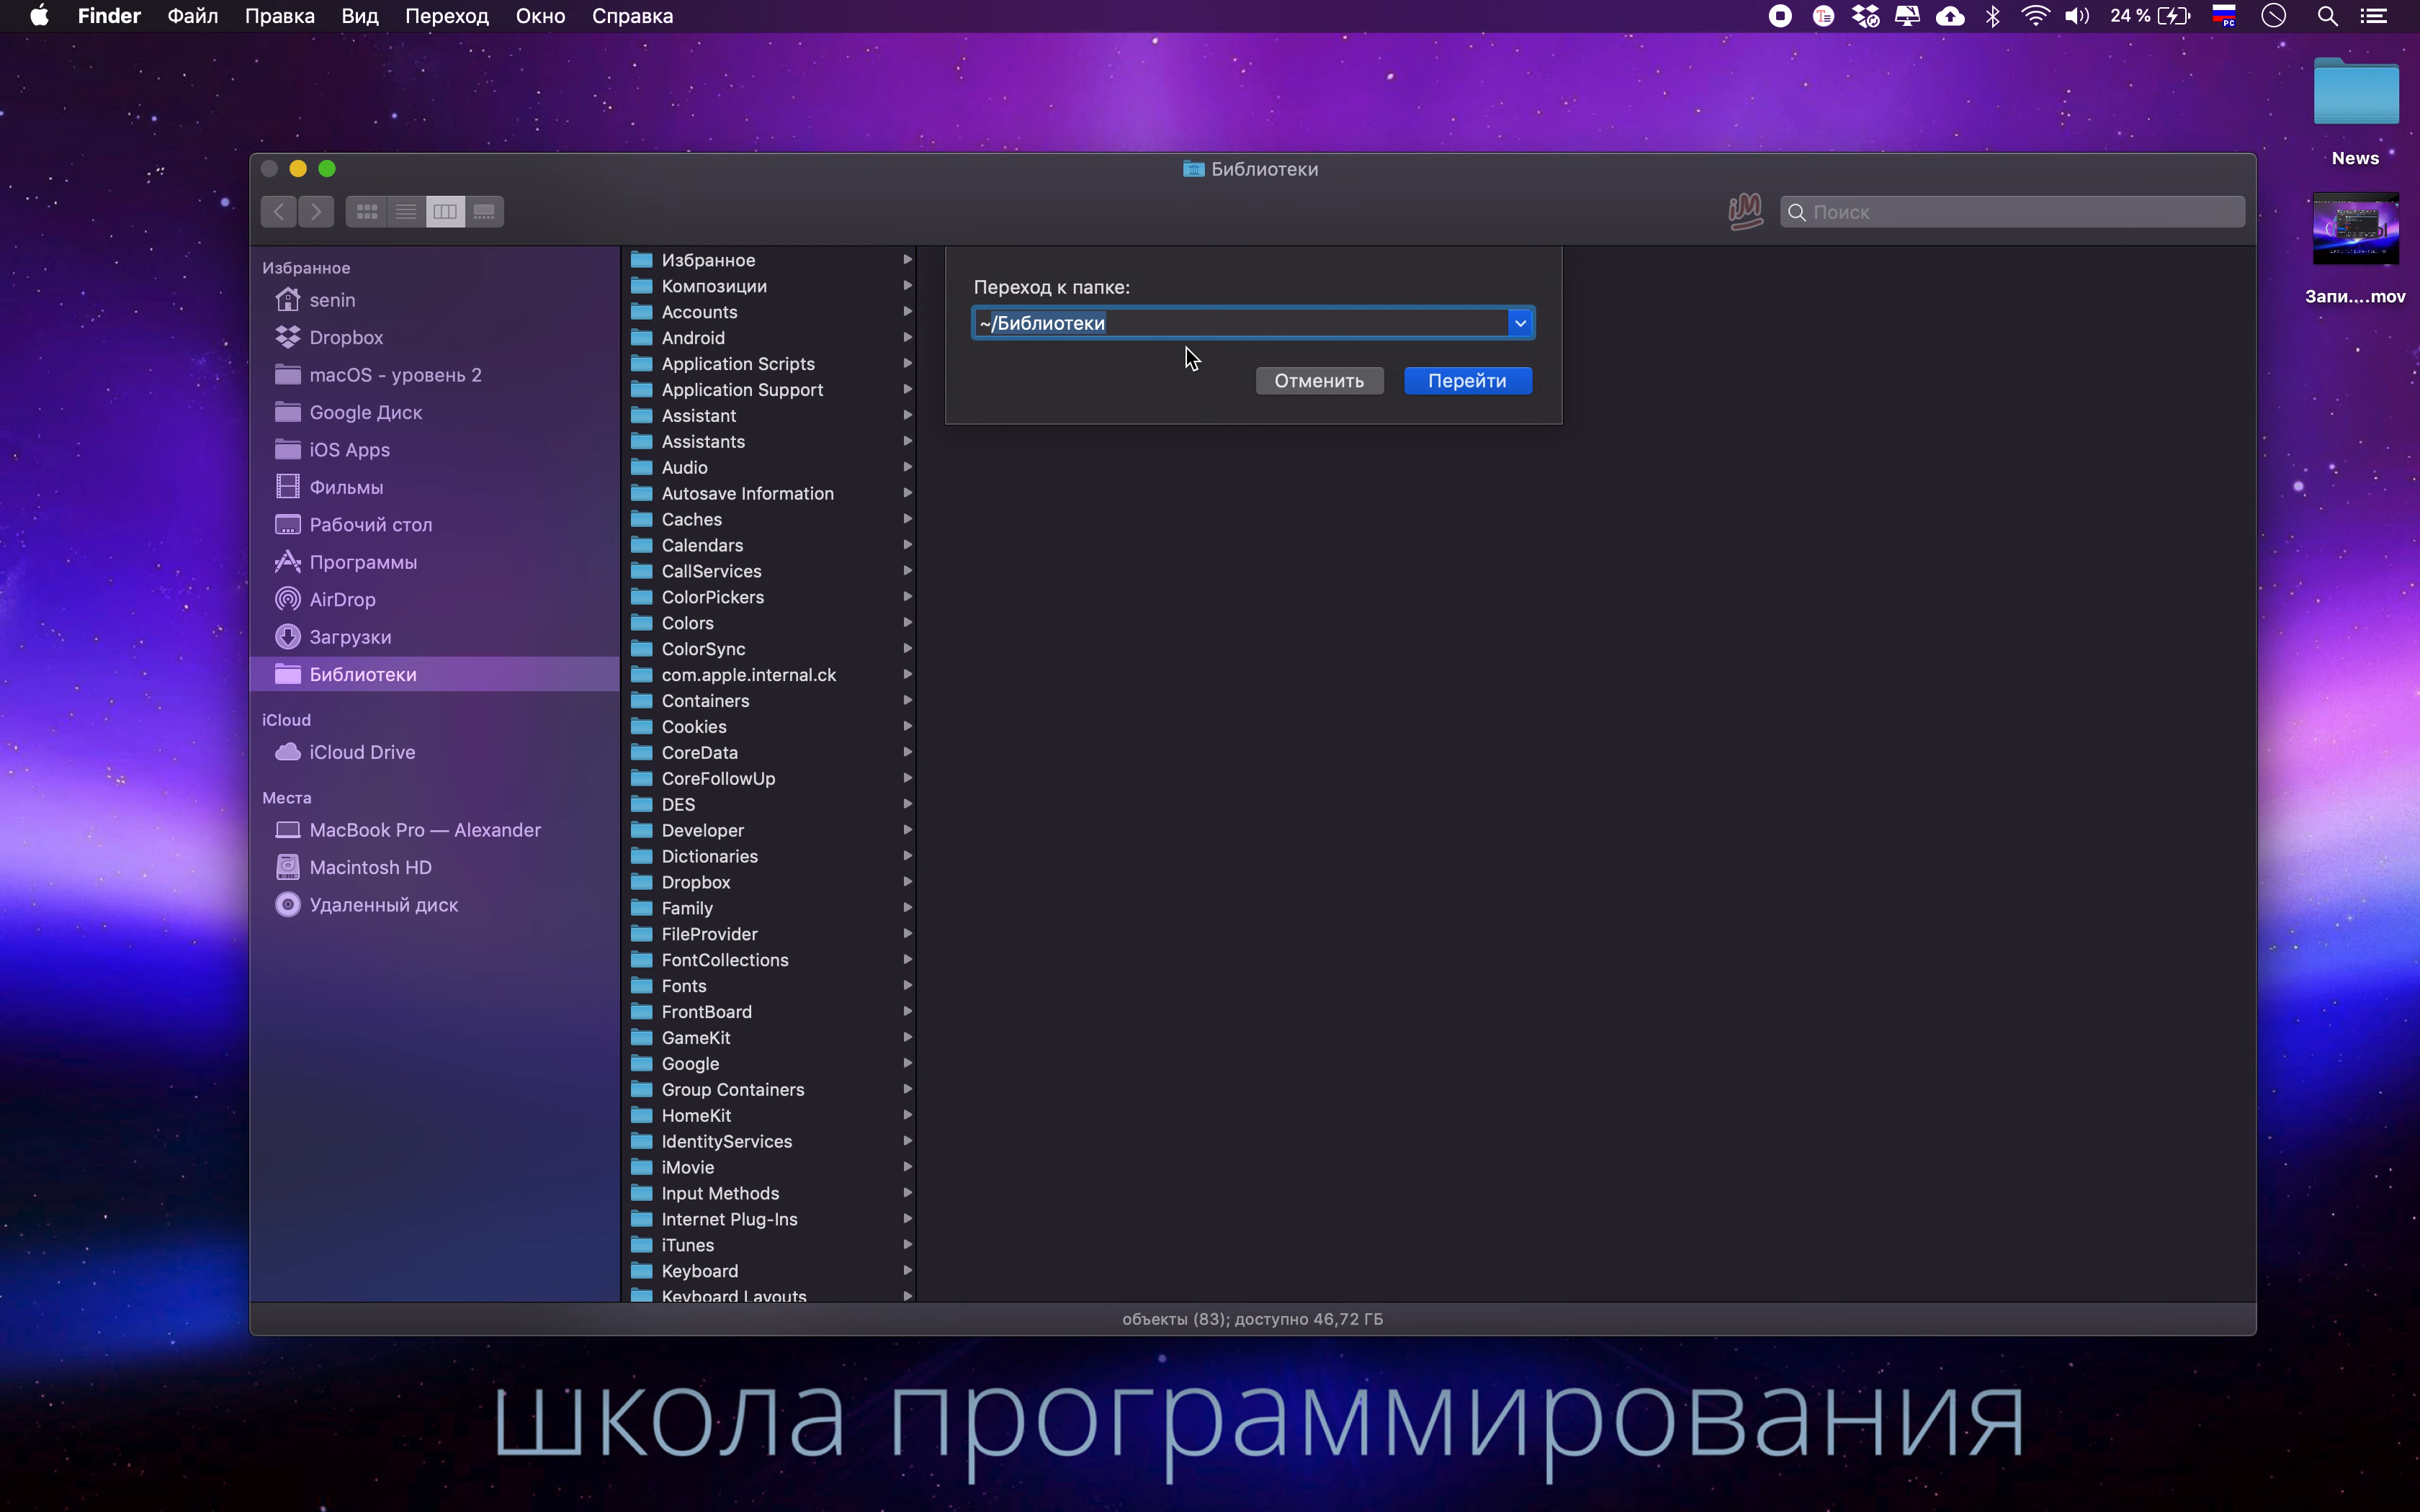 Finder Файл Правка Вид Переход Окно Справка 24 % РС
News
Запи....mov
Библиотеки
Поиск
Избранное
senin
Dropbox
macOS - уровень 2
Google Диск
iOS Apps
Фильмы
Рабочий стол
Программы
AirDrop
Загрузки
Библиотеки
iCloud
iCloud Drive
Места
MacBook Pro — Alexander
Macintosh HD
Удаленный диск
Избранное
Композиции
Accounts
Android
Application Scripts
Application Support
Assistant
Assistants
Audio
Autosave Information
Caches
Calendars
CallServices
ColorPickers
Colors
ColorSync
com.apple.internal.ck
Containers
Cookies
CoreData
CoreFollowUp
DES
Developer
Dictionaries
Dropbox
Family
FileProvider
FontCollections
Fonts
FrontBoard
GameKit
Google
Group Containers
HomeKit
IdentityServices
iMovie
Input Methods
Internet Plug-Ins
iTunes
Keyboard
Keyboard Layouts
Переход к папке:
~/Библиотеки
Отменить Перейти
объекты (83); доступно 46,72 ГБ
школа программирования